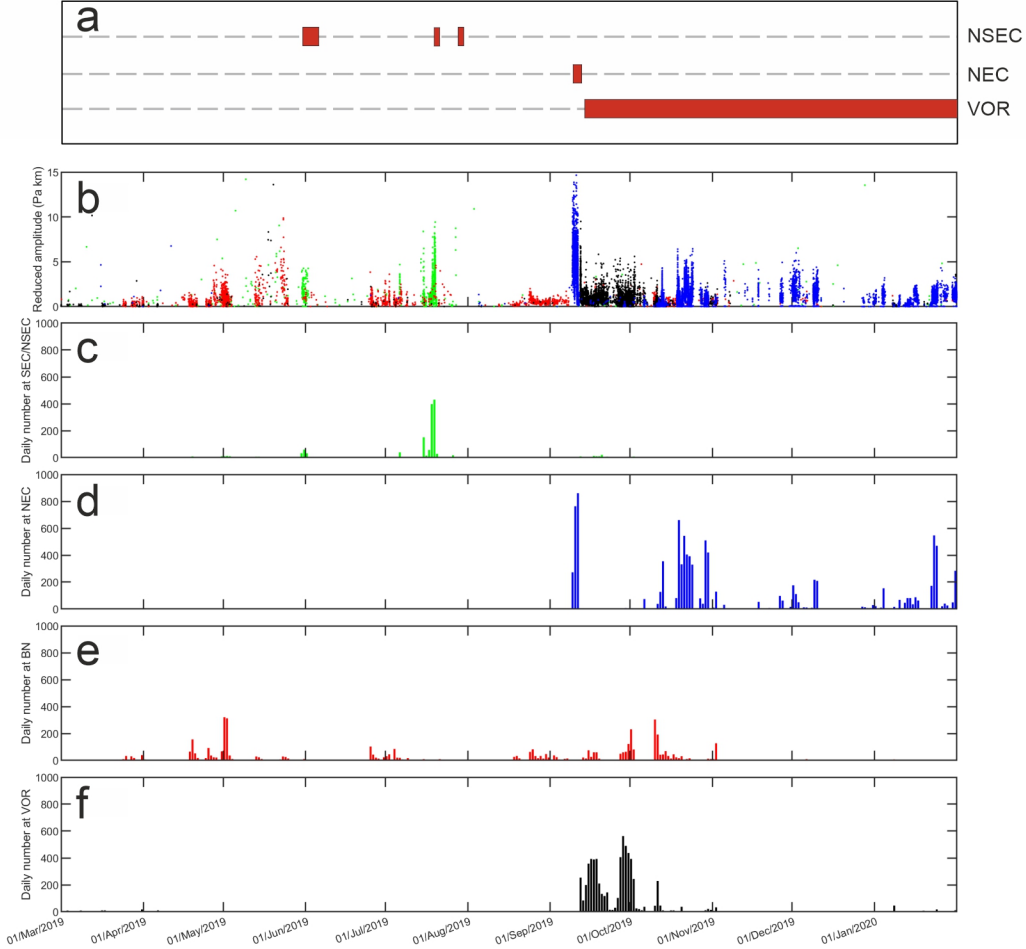 a
NSEC
NEC
VOR
b
Reduced amplitude (Pa km)
15
10
5
0
c
Daily number at SEC/NSEC
1000
800
600
400
200
0
d
Daily number at NEC
1000
800
600
400
200
0
e
Daily number at BN
1000
800
600
400
200
0
f
Daily number at VOR
1000
800
600
400
200
0
01/Mar/2019
01/Apr/2019
01/May/2019
01/Jun/2019
01/Jul/2019
01/Aug/2019
01/Sep/2019
01/Oct/2019
01/Nov/2019
01/Dec/2019
01/Jan/2020